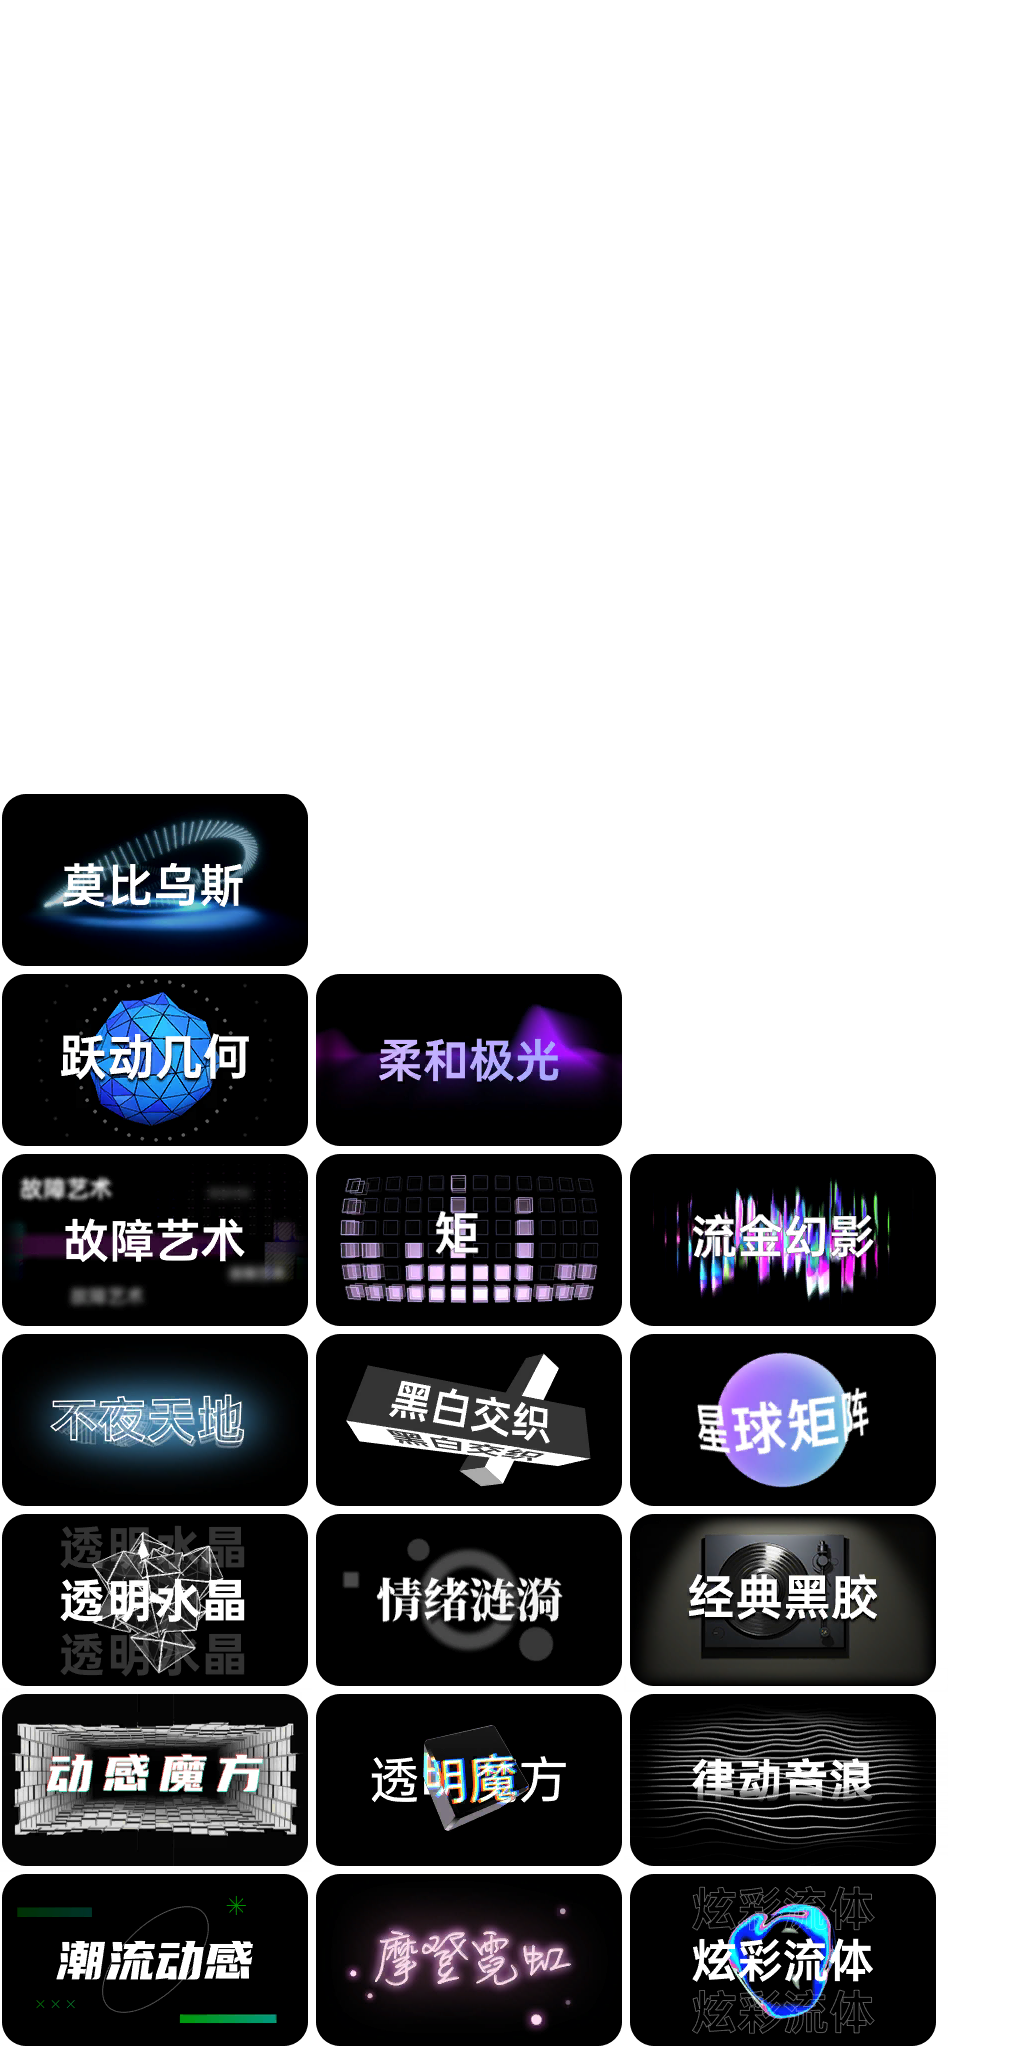 莫比乌斯
跃动几何
柔和极光
故障艺术
故障艺术
故障艺术
矩
流金幻影
不夜天地
黑白交织
黑白交织
星球矩阵
透明水晶
透明水晶
透明水晶
情绪涟漪
经典黑胶
动感魔方
透明魔方
律动音浪
潮流动感
摩登霓虹
炫彩流体
炫彩流体
炫彩流体